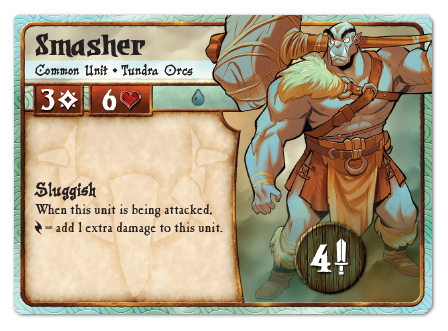 Smasher
Common Unit • Tundra Orcs
3 6
Sluggish
When this unit is being attacked,
– add 1 extra damage to this unit.
4